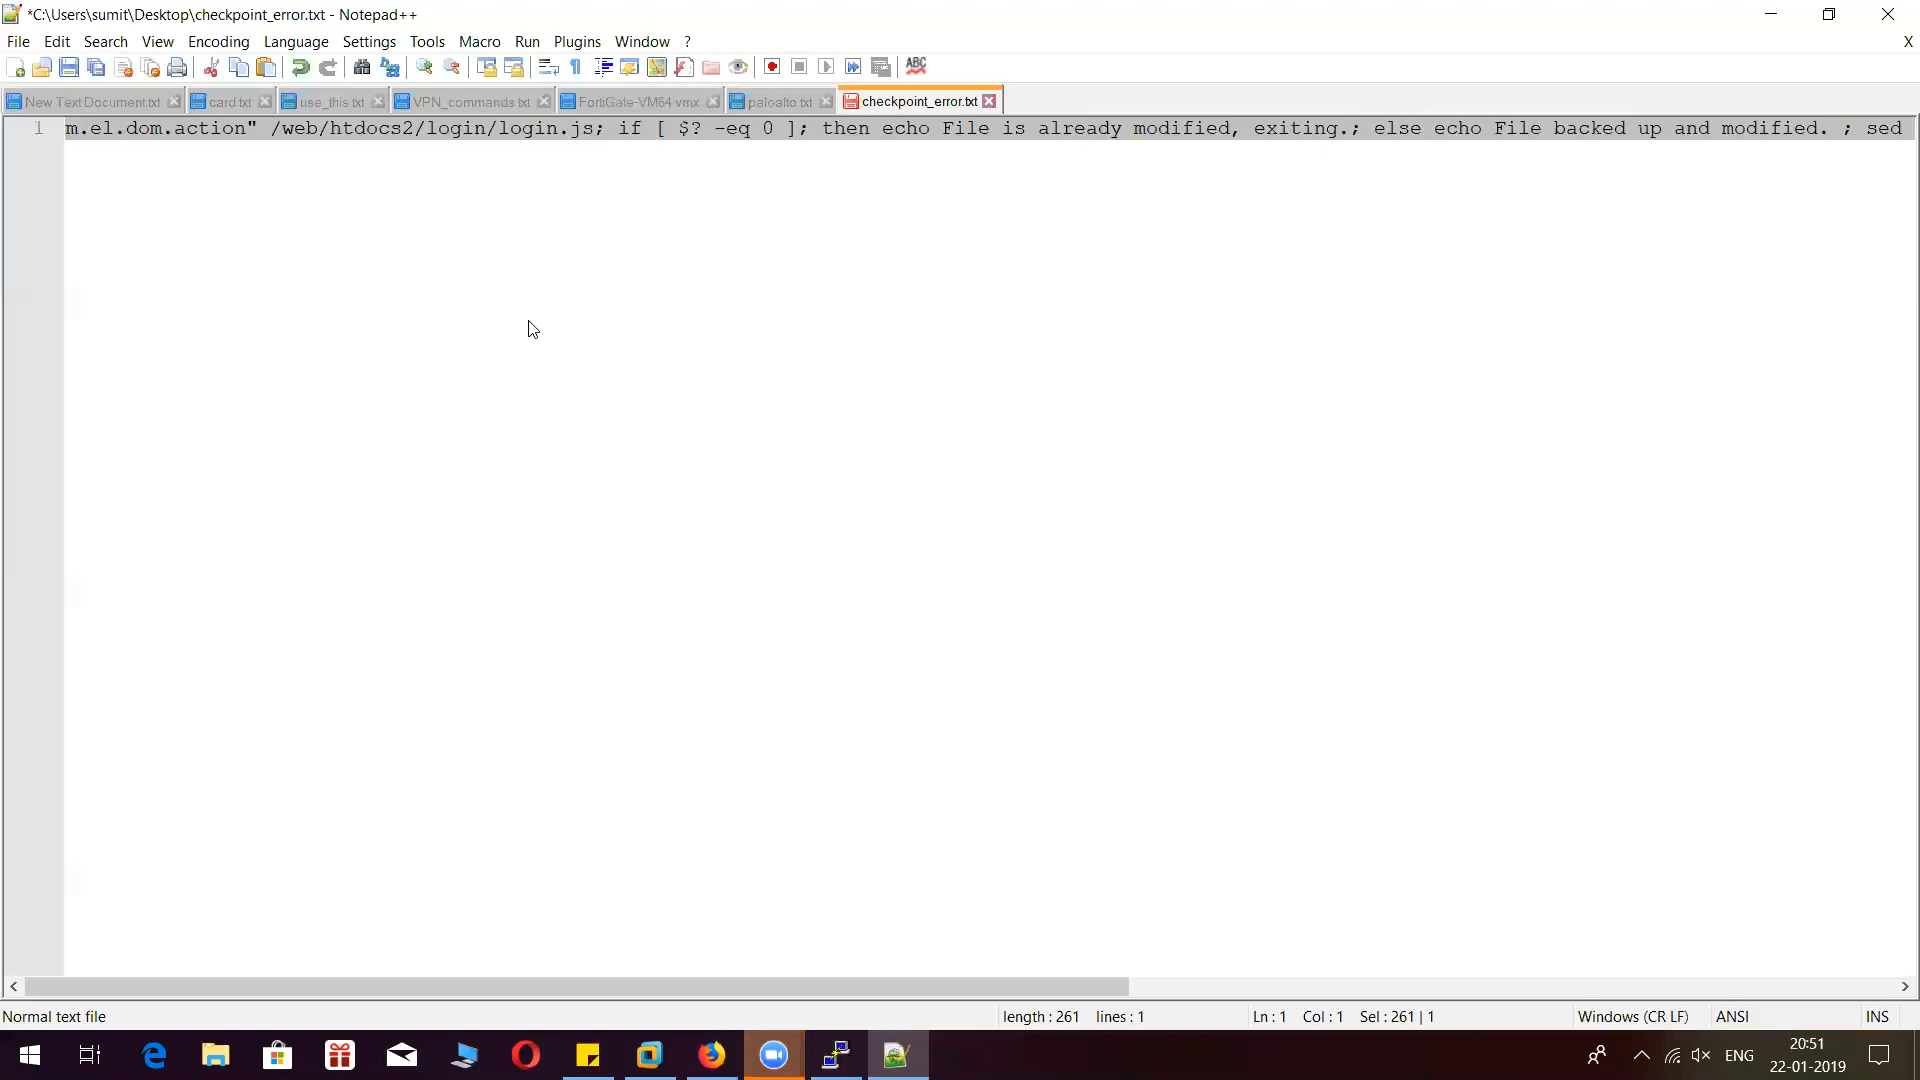 *C:\Users\sumit\Desktop\checkpoint_error.txt - Notepad++
File Edit Search View Encoding Language Settings Tools Macro Run Plugins Window ? X
ABC
New Text Document.txt card.txt use_this.txt VPN_commands.txt FortiGate-VM64.vmx paloalto.txt checkpoint_error.txt
1 m.el.dom.action" /web/htdocs2/login/login.js; if [ $? -eq 0 ]; then echo File is already modified, exiting.; else echo File backed up and modified. ; sed
Normal text file length : 261 lines : 1 Ln : 1 Col : 1 Sel : 261 | 1 Windows (CR LF) ANSI INS
ENG 20:51
22-01-2019